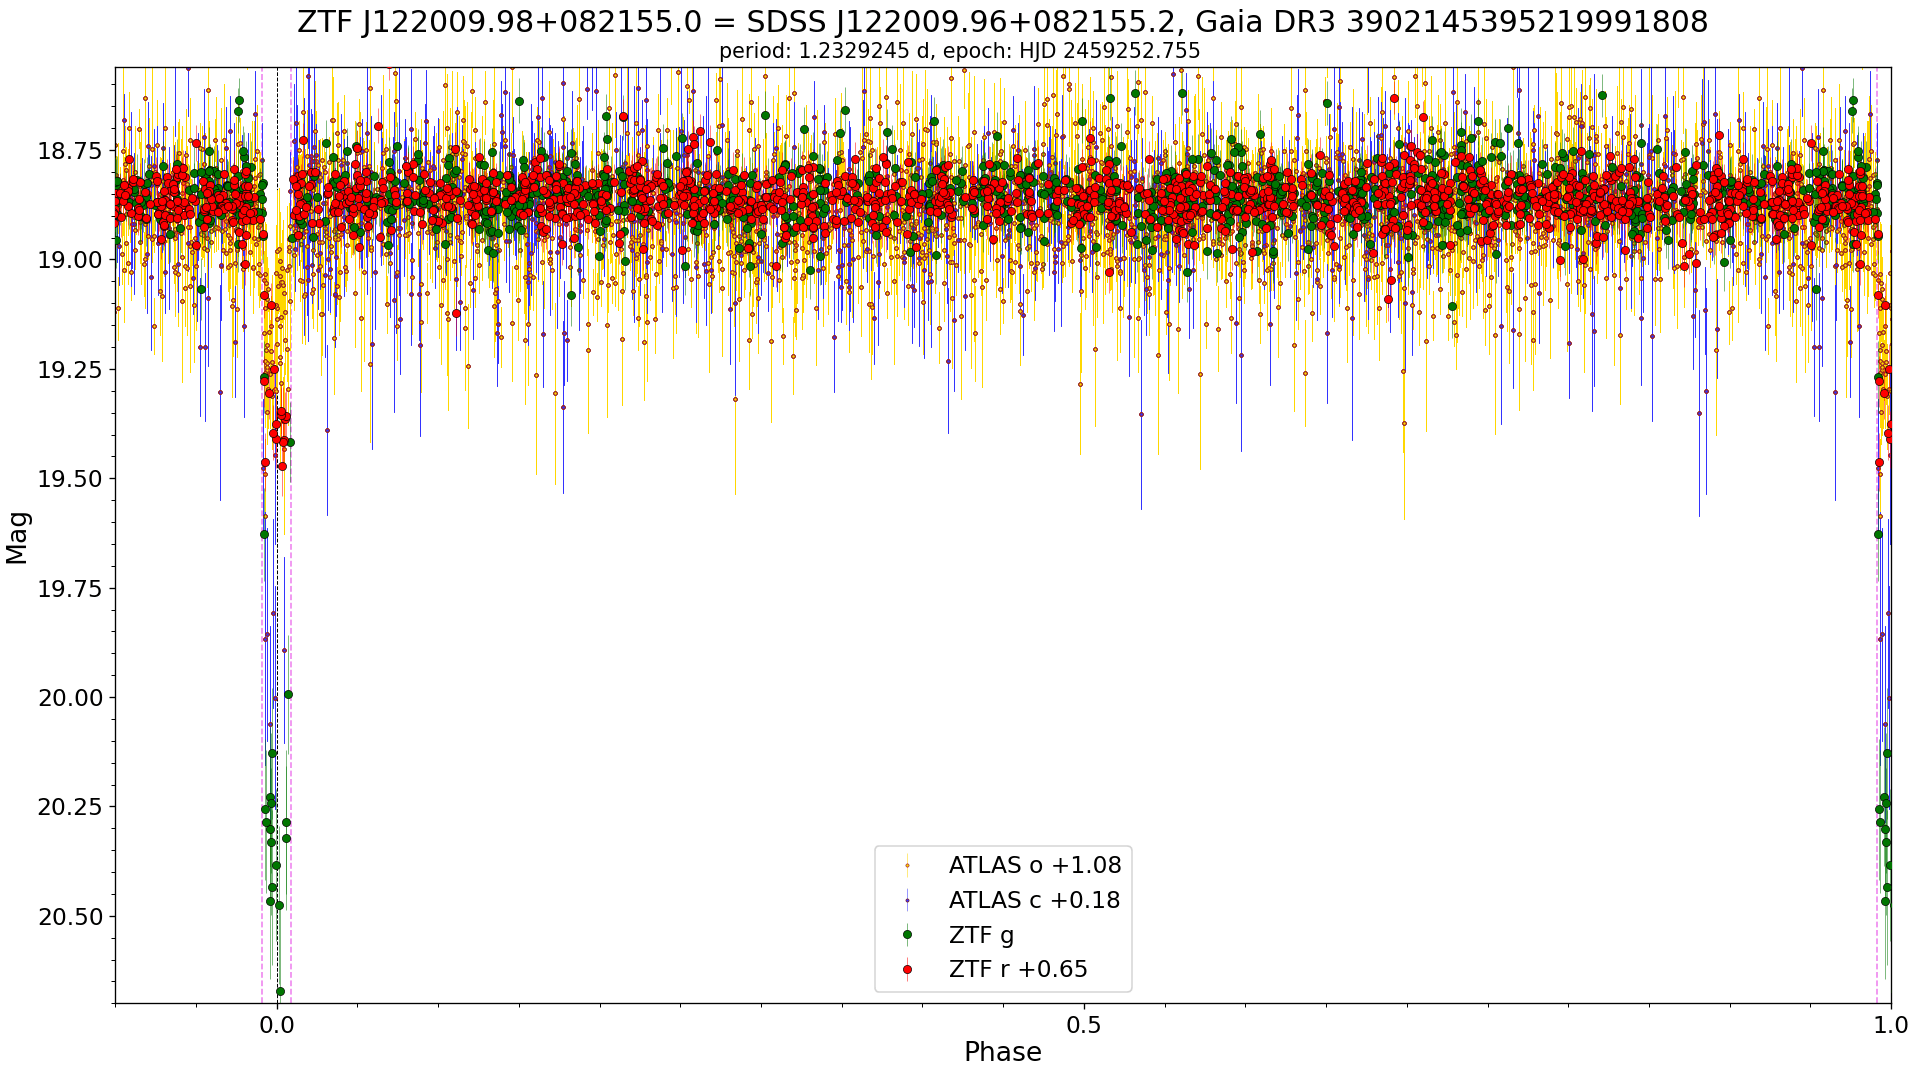 ZTF J122009.98+082155.0 = SDSS J122009.96+082155.2, Gaia DR3 3902145395219991808
period: 1.2329245 d, epoch: HJD 2459252.755
Mag
18.75
19.00
19.25
19.50
19.75
20.00
20.25
20.50
ATLAS o +1.08
ATLAS c +0.18
ZTF g
ZTF r +0.65
0.0
0.5
1.0
Phase